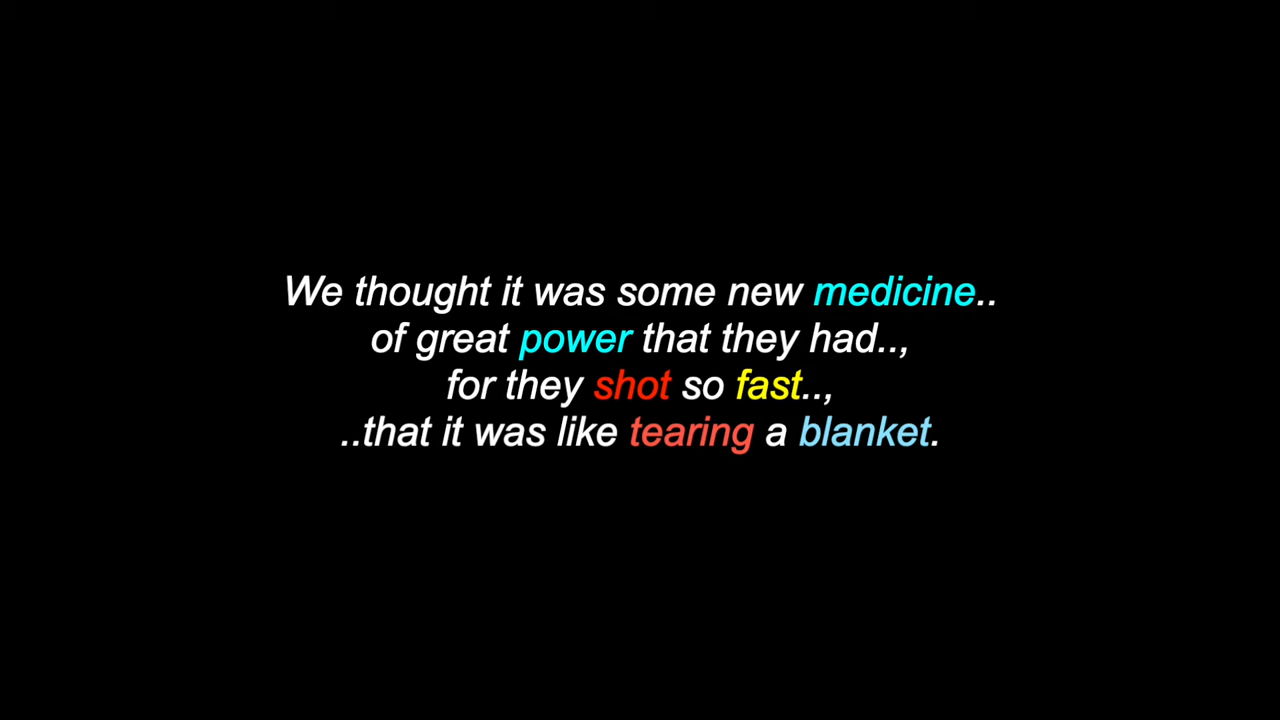 We thought it was some new medicine..
of great power that they had..,
for they shot so fast..,
..that it was like tearing a blanket.